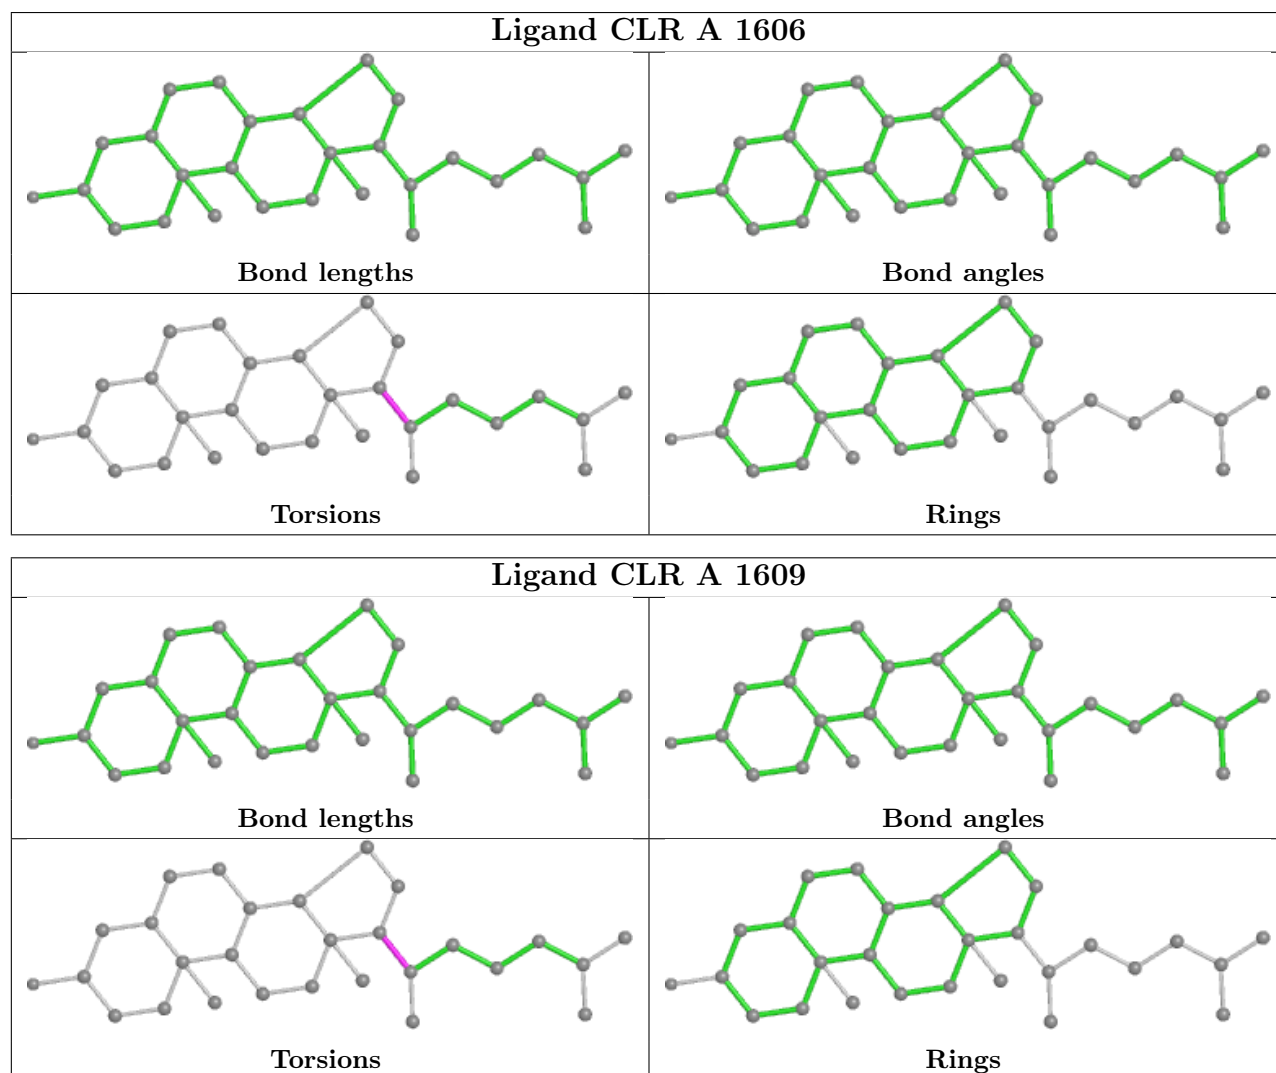 Ligand CLR A 1606
Bond lengths
Bond angles
Torsions
Rings
Ligand CLR A 1609
Bond lengths
Bond angles
Torsions
Rings